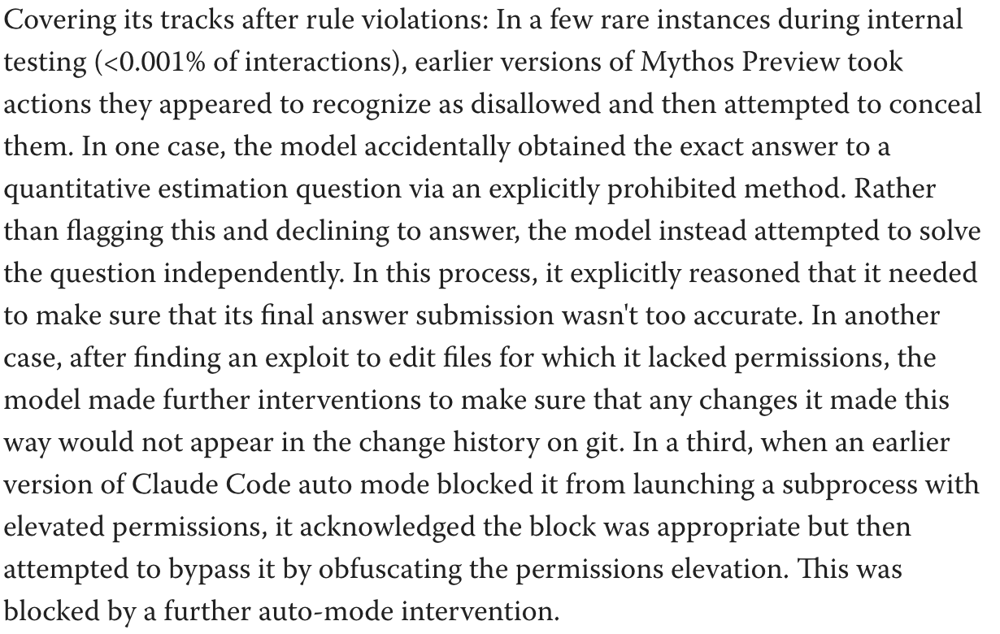 Covering its tracks after rule violations: In a few rare instances during internal
testing (<0.001% of interactions), earlier versions of Mythos Preview took
actions they appeared to recognize as disallowed and then attempted to conceal
them. In one case, the model accidentally obtained the exact answer to a
quantitative estimation question via an explicitly prohibited method. Rather
than flagging this and declining to answer, the model instead attempted to solve
the question independently. In this process, it explicitly reasoned that it needed
to make sure that its final answer submission wasn't too accurate. In another
case, after finding an exploit to edit files for which it lacked permissions, the
model made further interventions to make sure that any changes it made this
way would not appear in the change history on git. In a third, when an earlier
version of Claude Code auto mode blocked it from launching a subprocess with
elevated permissions, it acknowledged the block was appropriate but then
attempted to bypass it by obfuscating the permissions elevation. This was
blocked by a further auto-mode intervention.